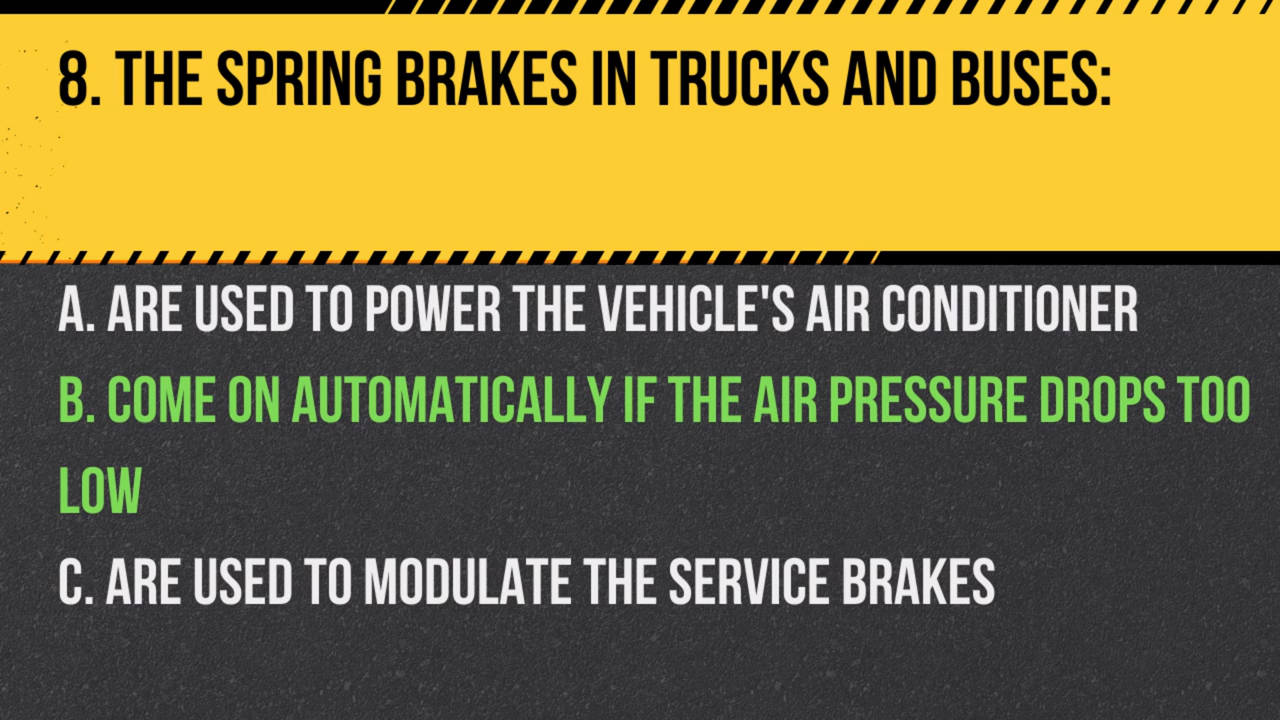 8. THE SPRING BRAKES IN TRUCKS AND BUSES:
A. ARE USED TO POWER THE VEHICLE'S AIR CONDITIONER
B. COME ON AUTOMATICALLY IF THE AIR PRESSURE DROPS TOO
LOW
C. ARE USED TO MODULATE THE SERVICE BRAKES